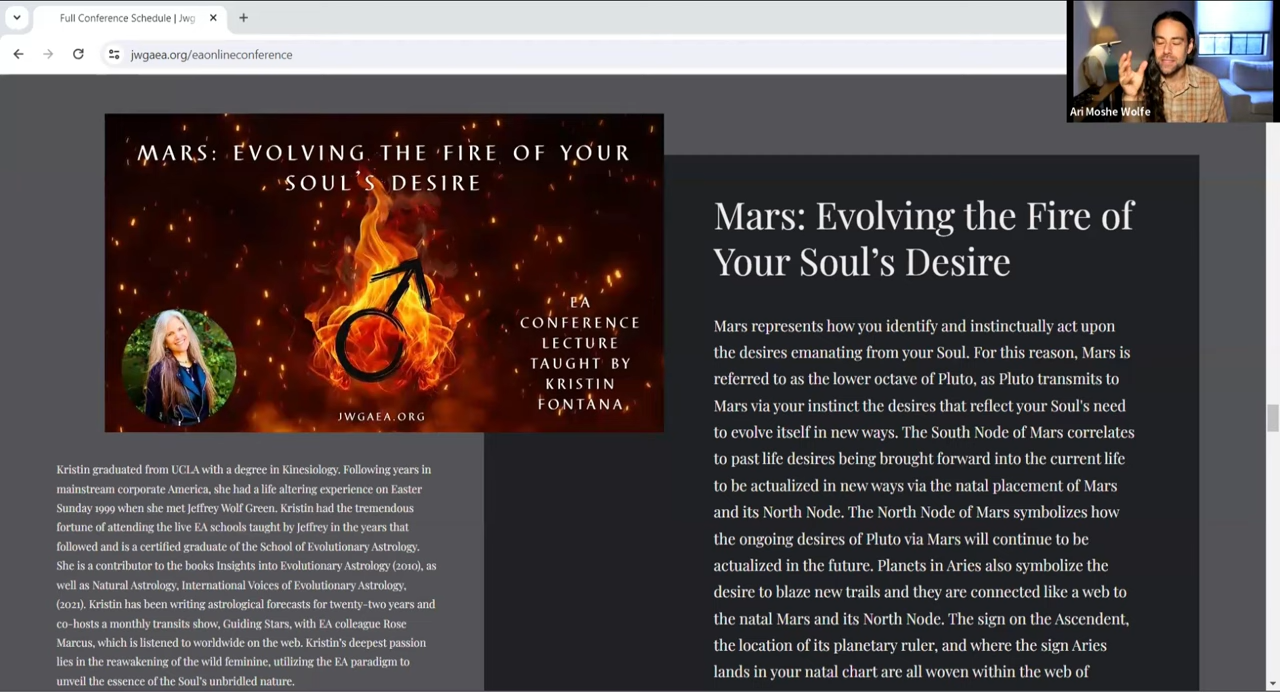 Full Conference Schedule | Jwg
jwgaea.org/eaonlineconference
Ari Moshe Wolfe
MARS: EVOLVING THE FIRE OF YOUR
SOUL'S DESIRE
EA
CONFERENCE
LECTURE
TAUGHT BY
KRISTIN
FONTANA
JWGAEA.ORG
Kristin graduated from UCLA with a degree in Kinesiology. Following years in
mainstream corporate America, she had a life altering experience on Easter
Sunday 1999 when she met Jeffrey Wolf Green. Kristin had the tremendous
fortune of attending the live EA schools taught by Jeffrey in the years that
followed and is a certified graduate of the School of Evolutionary Astrology.
She is a contributor to the books Insights into Evolutionary Astrology (2010), as
well as Natural Astrology, International Voices of Evolutionary Astrology,
(2021). Kristin has been writing astrological forecasts for twenty-two years and
co-hosts a monthly transits show, Guiding Stars, with EA colleague Rose
Marcus, which is listened to worldwide on the web. Kristin's deepest passion
lies in the reawakening of the wild feminine, utilizing the EA paradigm to
unveil the essence of the Soul's unbridled nature.
Mars: Evolving the Fire of
Your Soul's Desire
Mars represents how you identify and instinctually act upon
the desires emanating from your Soul. For this reason, Mars is
referred to as the lower octave of Pluto, as Pluto transmits to
Mars via your instinct the desires that reflect your Soul's need
to evolve itself in new ways. The South Node of Mars correlates
to past life desires being brought forward into the current life
to be actualized in new ways via the natal placement of Mars
and its North Node. The North Node of Mars symbolizes how
the ongoing desires of Pluto via Mars will continue to be
actualized in the future. Planets in Aries also symbolize the
desire to blaze new trails and they are connected like a web to
the natal Mars and its North Node. The sign on the Ascendent,
the location of its planetary ruler, and where the sign Aries
lands in your natal chart are all woven within the web of